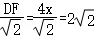 DF/√2 = 4x/√2 = 2√2